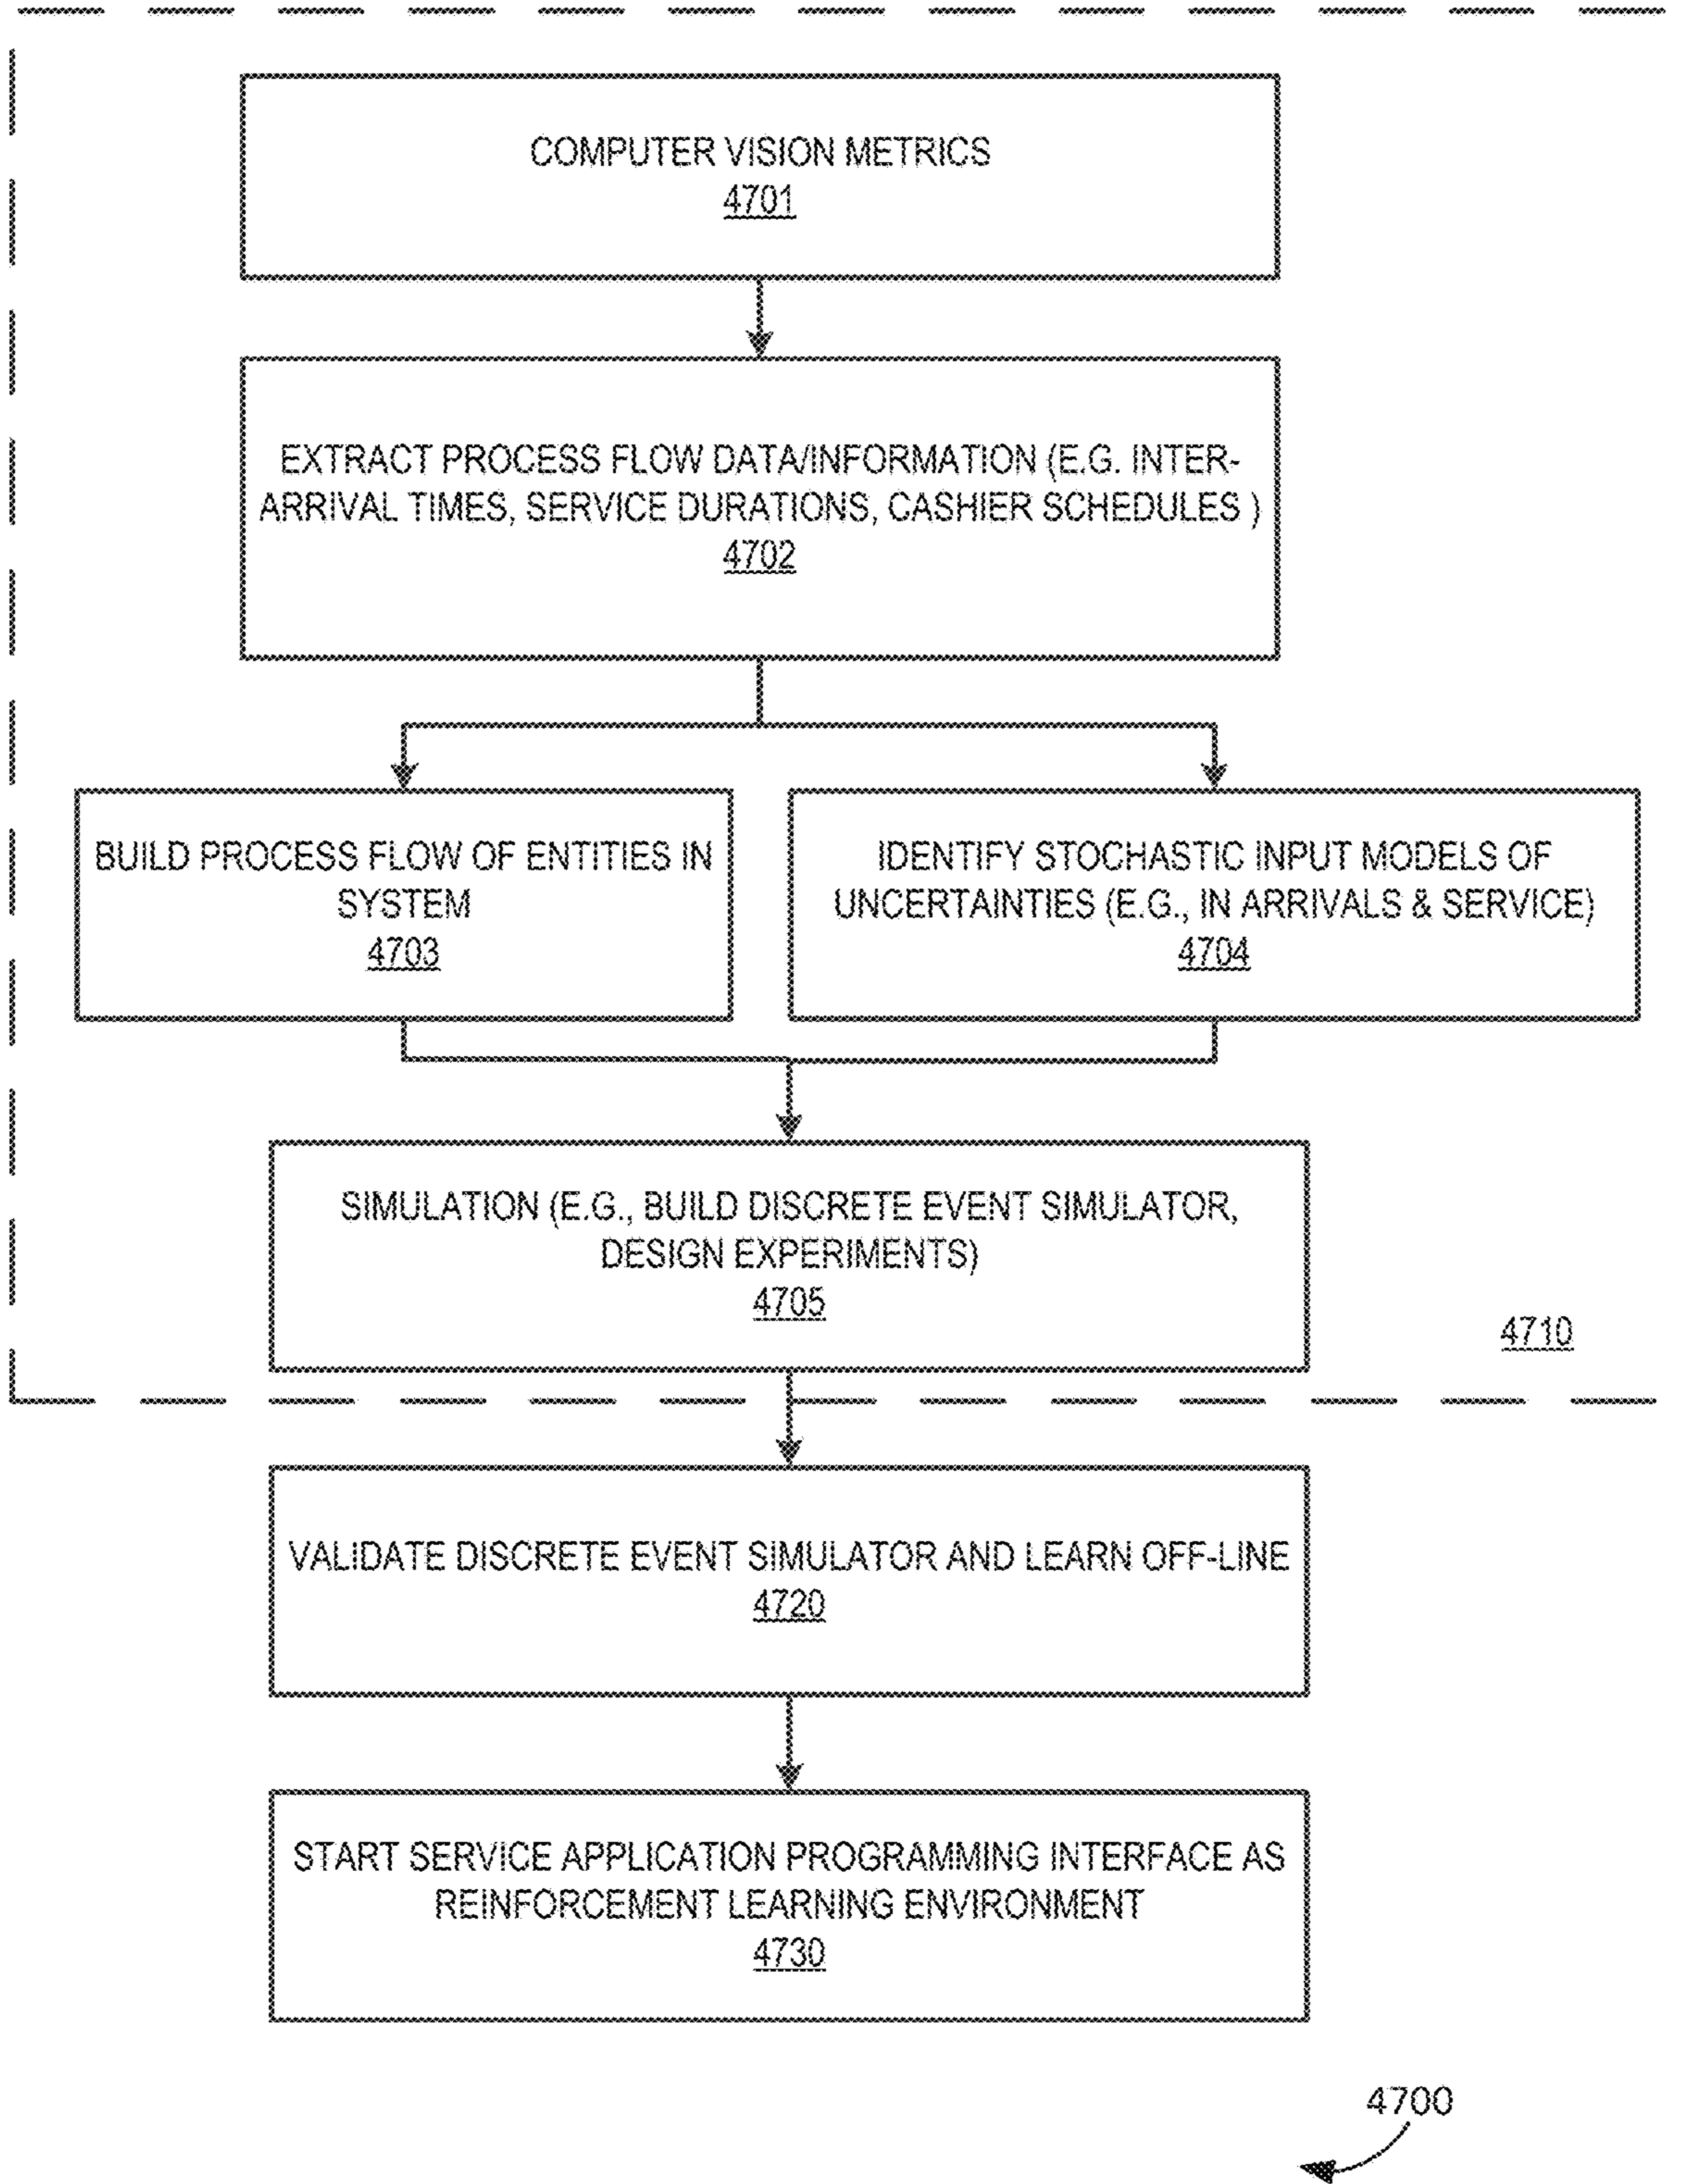 COMPUTER VISION METRICS
4701
EXTRACT PROCESS FLOW DATA/INFORMATION (E.G. INTER-
ARRIVAL TIMES, SERVICE DURATIONS, CASHIER SCHEDULES )
4702
BUILD PROCESS FLOW OF ENTITIES IN
SYSTEM
4703
IDENTIFY STOCHASTIC INPUT MODELS OF
UNCERTAINTIES (E.G., IN ARRIVALS & SERVICE)
4704
SIMULATION (E.G., BUILD DISCRETE EVENT SIMULATOR,
DESIGN EXPERIMENTS)
4705
4710
VALIDATE DISCRETE EVENT SIMULATOR AND LEARN OFF-LINE
4720
START SERVICE APPLICATION PROGRAMMING INTERFACE AS
REINFORCEMENT LEARNING ENVIRONMENT
4730
4700